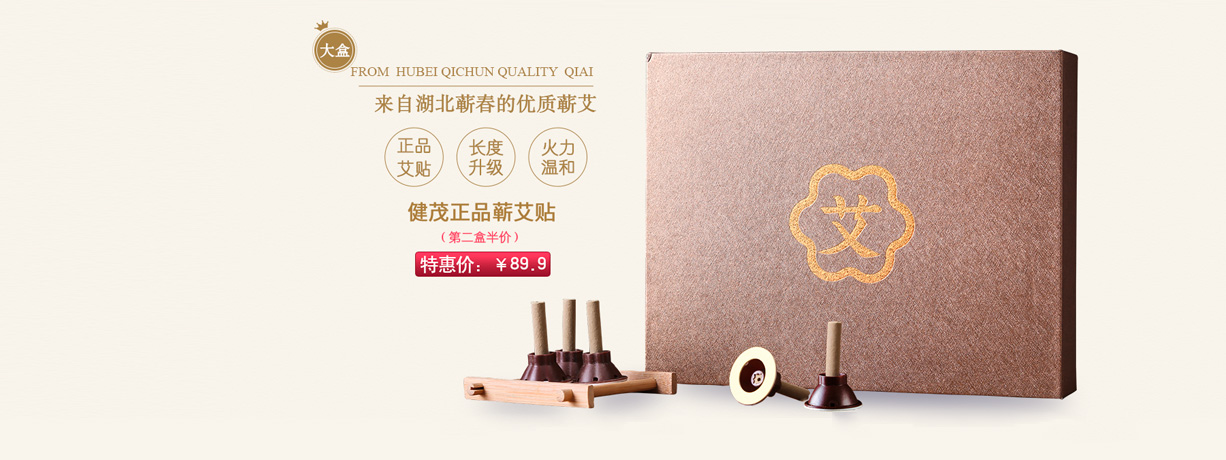 大盒
FROM HUBEI QICHUN QUALITY QIAI
来自湖北蕲春的优质蕲艾
正品
艾贴
长度
升级
火力
温和
健茂正品蕲艾贴
（第二盒半价）
特惠价：￥89.9
艾